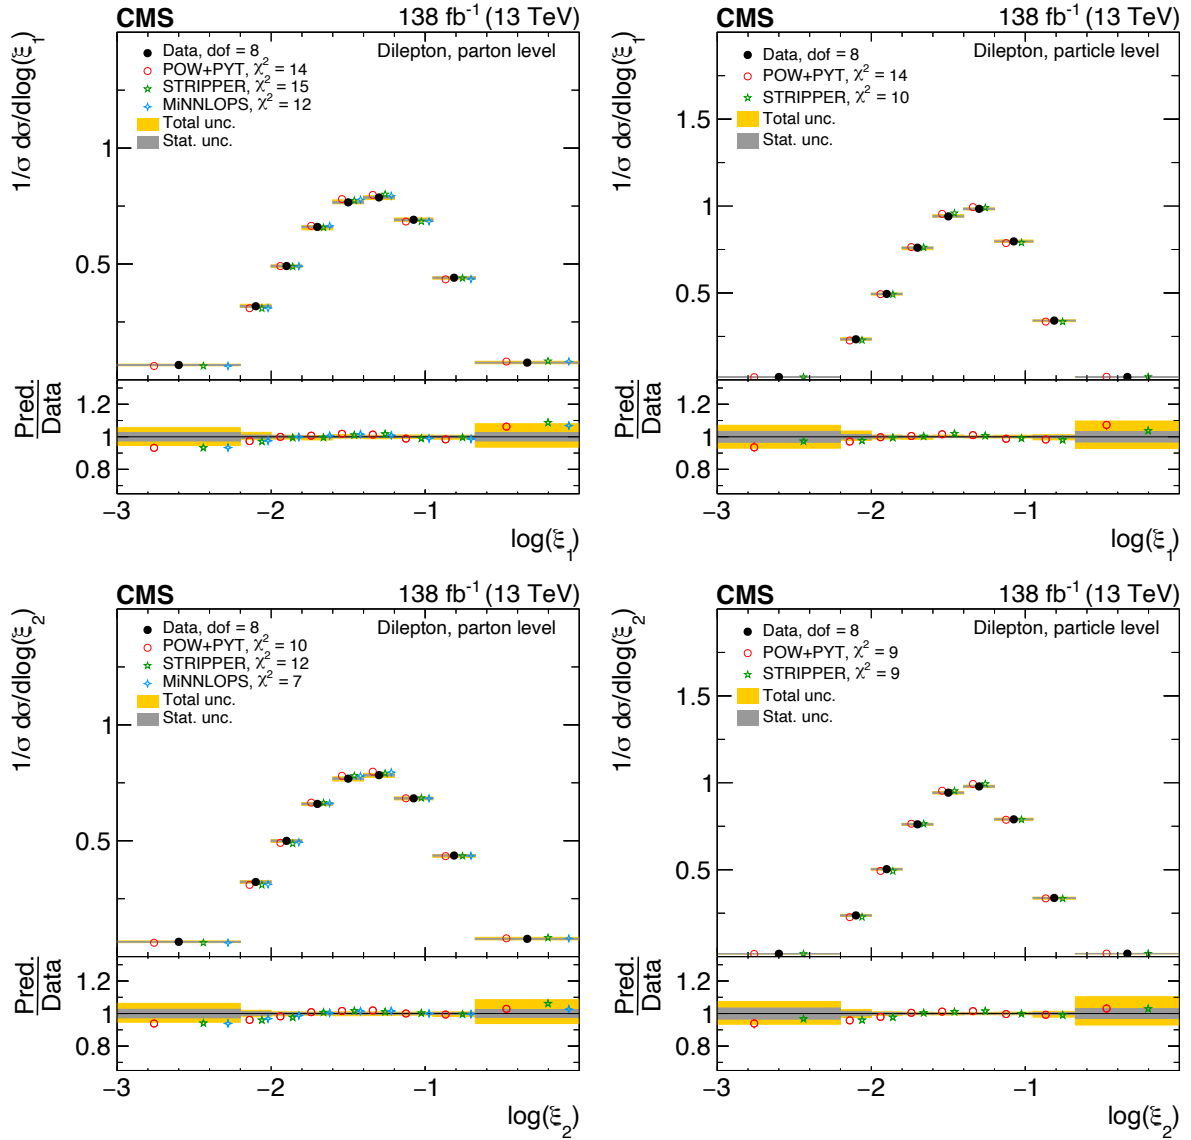 CMS 138 fb⁻¹ (13 TeV)
1/σ dσ/dlog(ξ₁)
Dilepton, parton level
Data, dof = 8
POW+PYT, χ² = 14
STRIPPER, χ² = 15
MiNNLOPS, χ² = 12
Total unc.
Stat. unc.
1
0.5
Pred.
Data
1.2
1
0.8
−3 −2 −1
log(ξ₁)
CMS 138 fb⁻¹ (13 TeV)
1/σ dσ/dlog(ξ₁)
Dilepton, particle level
Data, dof = 8
POW+PYT, χ² = 14
STRIPPER, χ² = 10
Total unc.
Stat. unc.
1.5
1
0.5
Pred.
Data
1.2
1
0.8
−3 −2 −1
log(ξ₁)
CMS 138 fb⁻¹ (13 TeV)
1/σ dσ/dlog(ξ₂)
Dilepton, parton level
Data, dof = 8
POW+PYT, χ² = 10
STRIPPER, χ² = 12
MiNNLOPS, χ² = 7
Total unc.
Stat. unc.
1
0.5
Pred.
Data
1.2
1
0.8
−3 −2 −1
log(ξ₂)
CMS 138 fb⁻¹ (13 TeV)
1/σ dσ/dlog(ξ₂)
Dilepton, particle level
Data, dof = 8
POW+PYT, χ² = 9
STRIPPER, χ² = 9
Total unc.
Stat. unc.
1.5
1
0.5
Pred.
Data
1.2
1
0.8
−3 −2 −1
log(ξ₂)